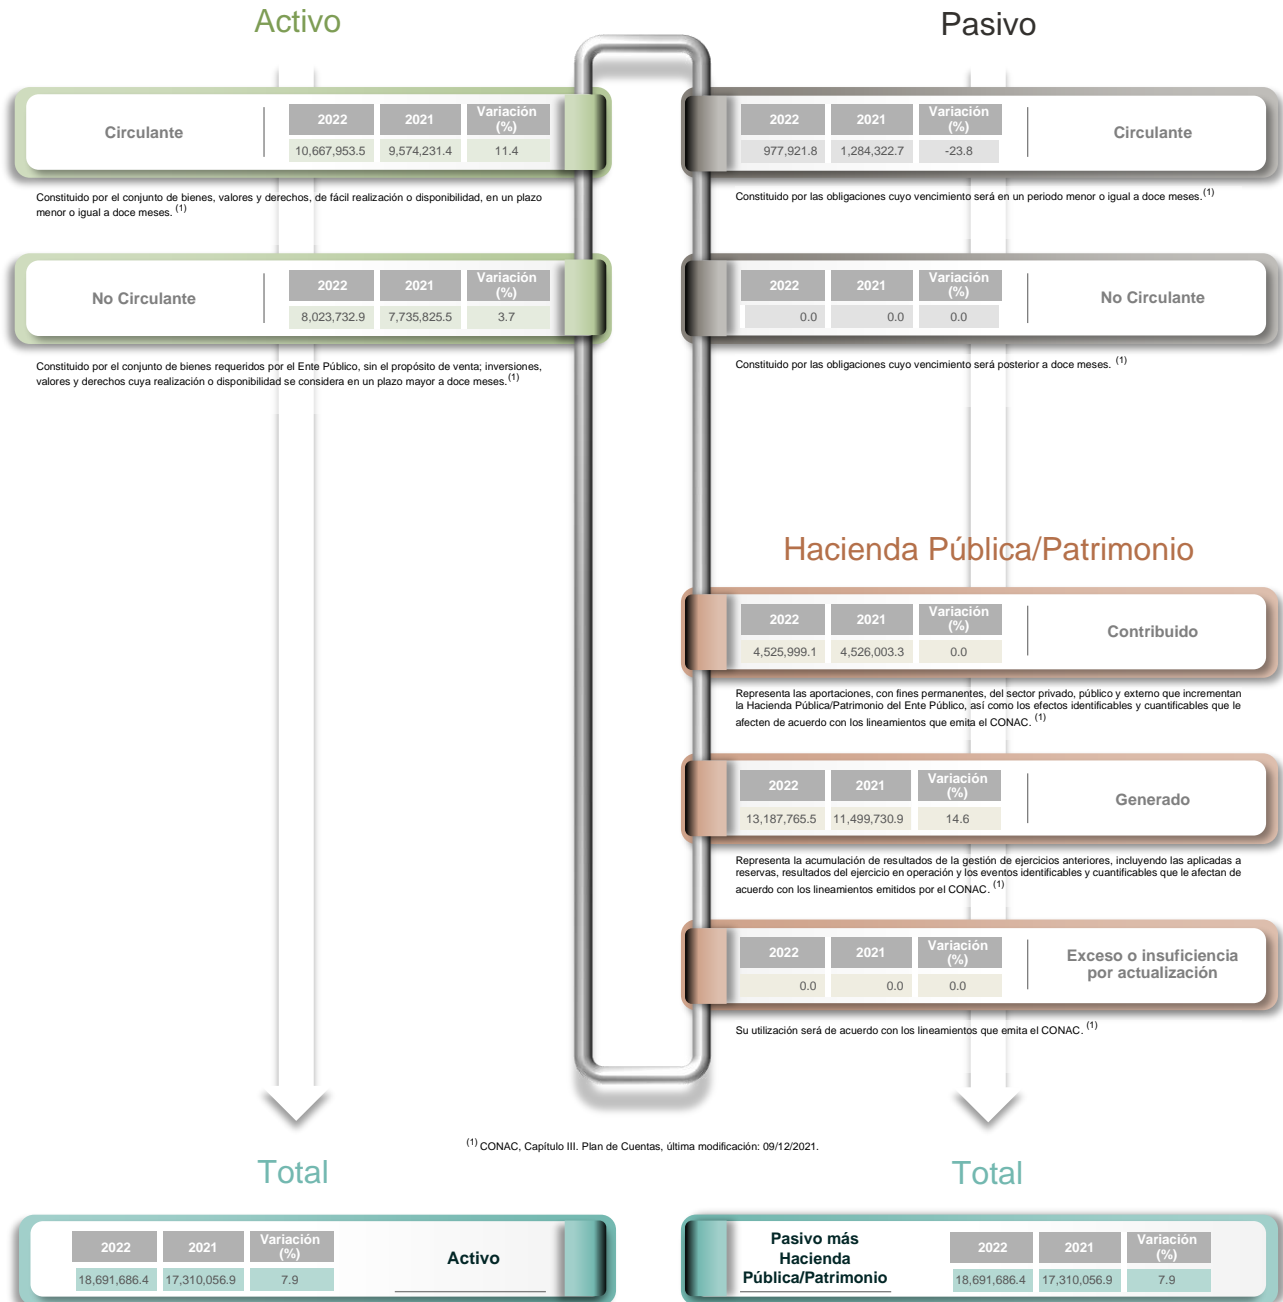 Activo
Circulante
2022 2021 Variación (%)
10,667,953.5 9,574,231.4 11.4
Constituido por el conjunto de bienes, valores y derechos, de fácil realización o disponibilidad, en un plazo
menor o igual a doce meses. (1)
No Circulante
2022 2021 Variación (%)
8,023,732.9 7,735,825.5 3.7
Constituido por el conjunto de bienes requeridos por el Ente Público, sin el propósito de venta; inversiones,
valores y derechos cuya realización o disponibilidad se considera en un plazo mayor a doce meses. (1)
Pasivo
2022 2021 Variación (%)
977,921.8 1,284,322.7 -23.8
Circulante
Constituido por las obligaciones cuyo vencimiento será en un periodo menor o igual a doce meses. (1)
2022 2021 Variación (%)
0.0 0.0 0.0
No Circulante
Constituido por las obligaciones cuyo vencimiento será posterior a doce meses. (1)
Hacienda Pública/Patrimonio
2022 2021 Variación (%)
4,525,999.1 4,526,003.3 0.0
Contribuido
Representa las aportaciones, con fines permanentes, del sector privado, público y externo que incrementan
la Hacienda Pública/Patrimonio del Ente Público, así como los efectos identificables y cuantificables que le
afecten de acuerdo con los lineamientos que emita el CONAC. (1)
2022 2021 Variación (%)
13,187,765.5 11,499,730.9 14.6
Generado
Representa la acumulación de resultados de la gestión de ejercicios anteriores, incluyendo las aplicadas a
reservas, resultados del ejercicio en operación y los eventos identificables y cuantificables que le afectan de
acuerdo con los lineamientos emitidos por el CONAC. (1)
2022 2021 Variación (%)
0.0 0.0 0.0
Exceso o insuficiencia
por actualización
Su utilización será de acuerdo con los lineamientos que emita el CONAC. (1)
(1) CONAC, Capítulo III. Plan de Cuentas, última modificación: 09/12/2021.
Total
2022 2021 Variación (%)
18,691,686.4 17,310,056.9 7.9
Activo
Total
Pasivo más
Hacienda
Pública/Patrimonio
2022 2021 Variación (%)
18,691,686.4 17,310,056.9 7.9